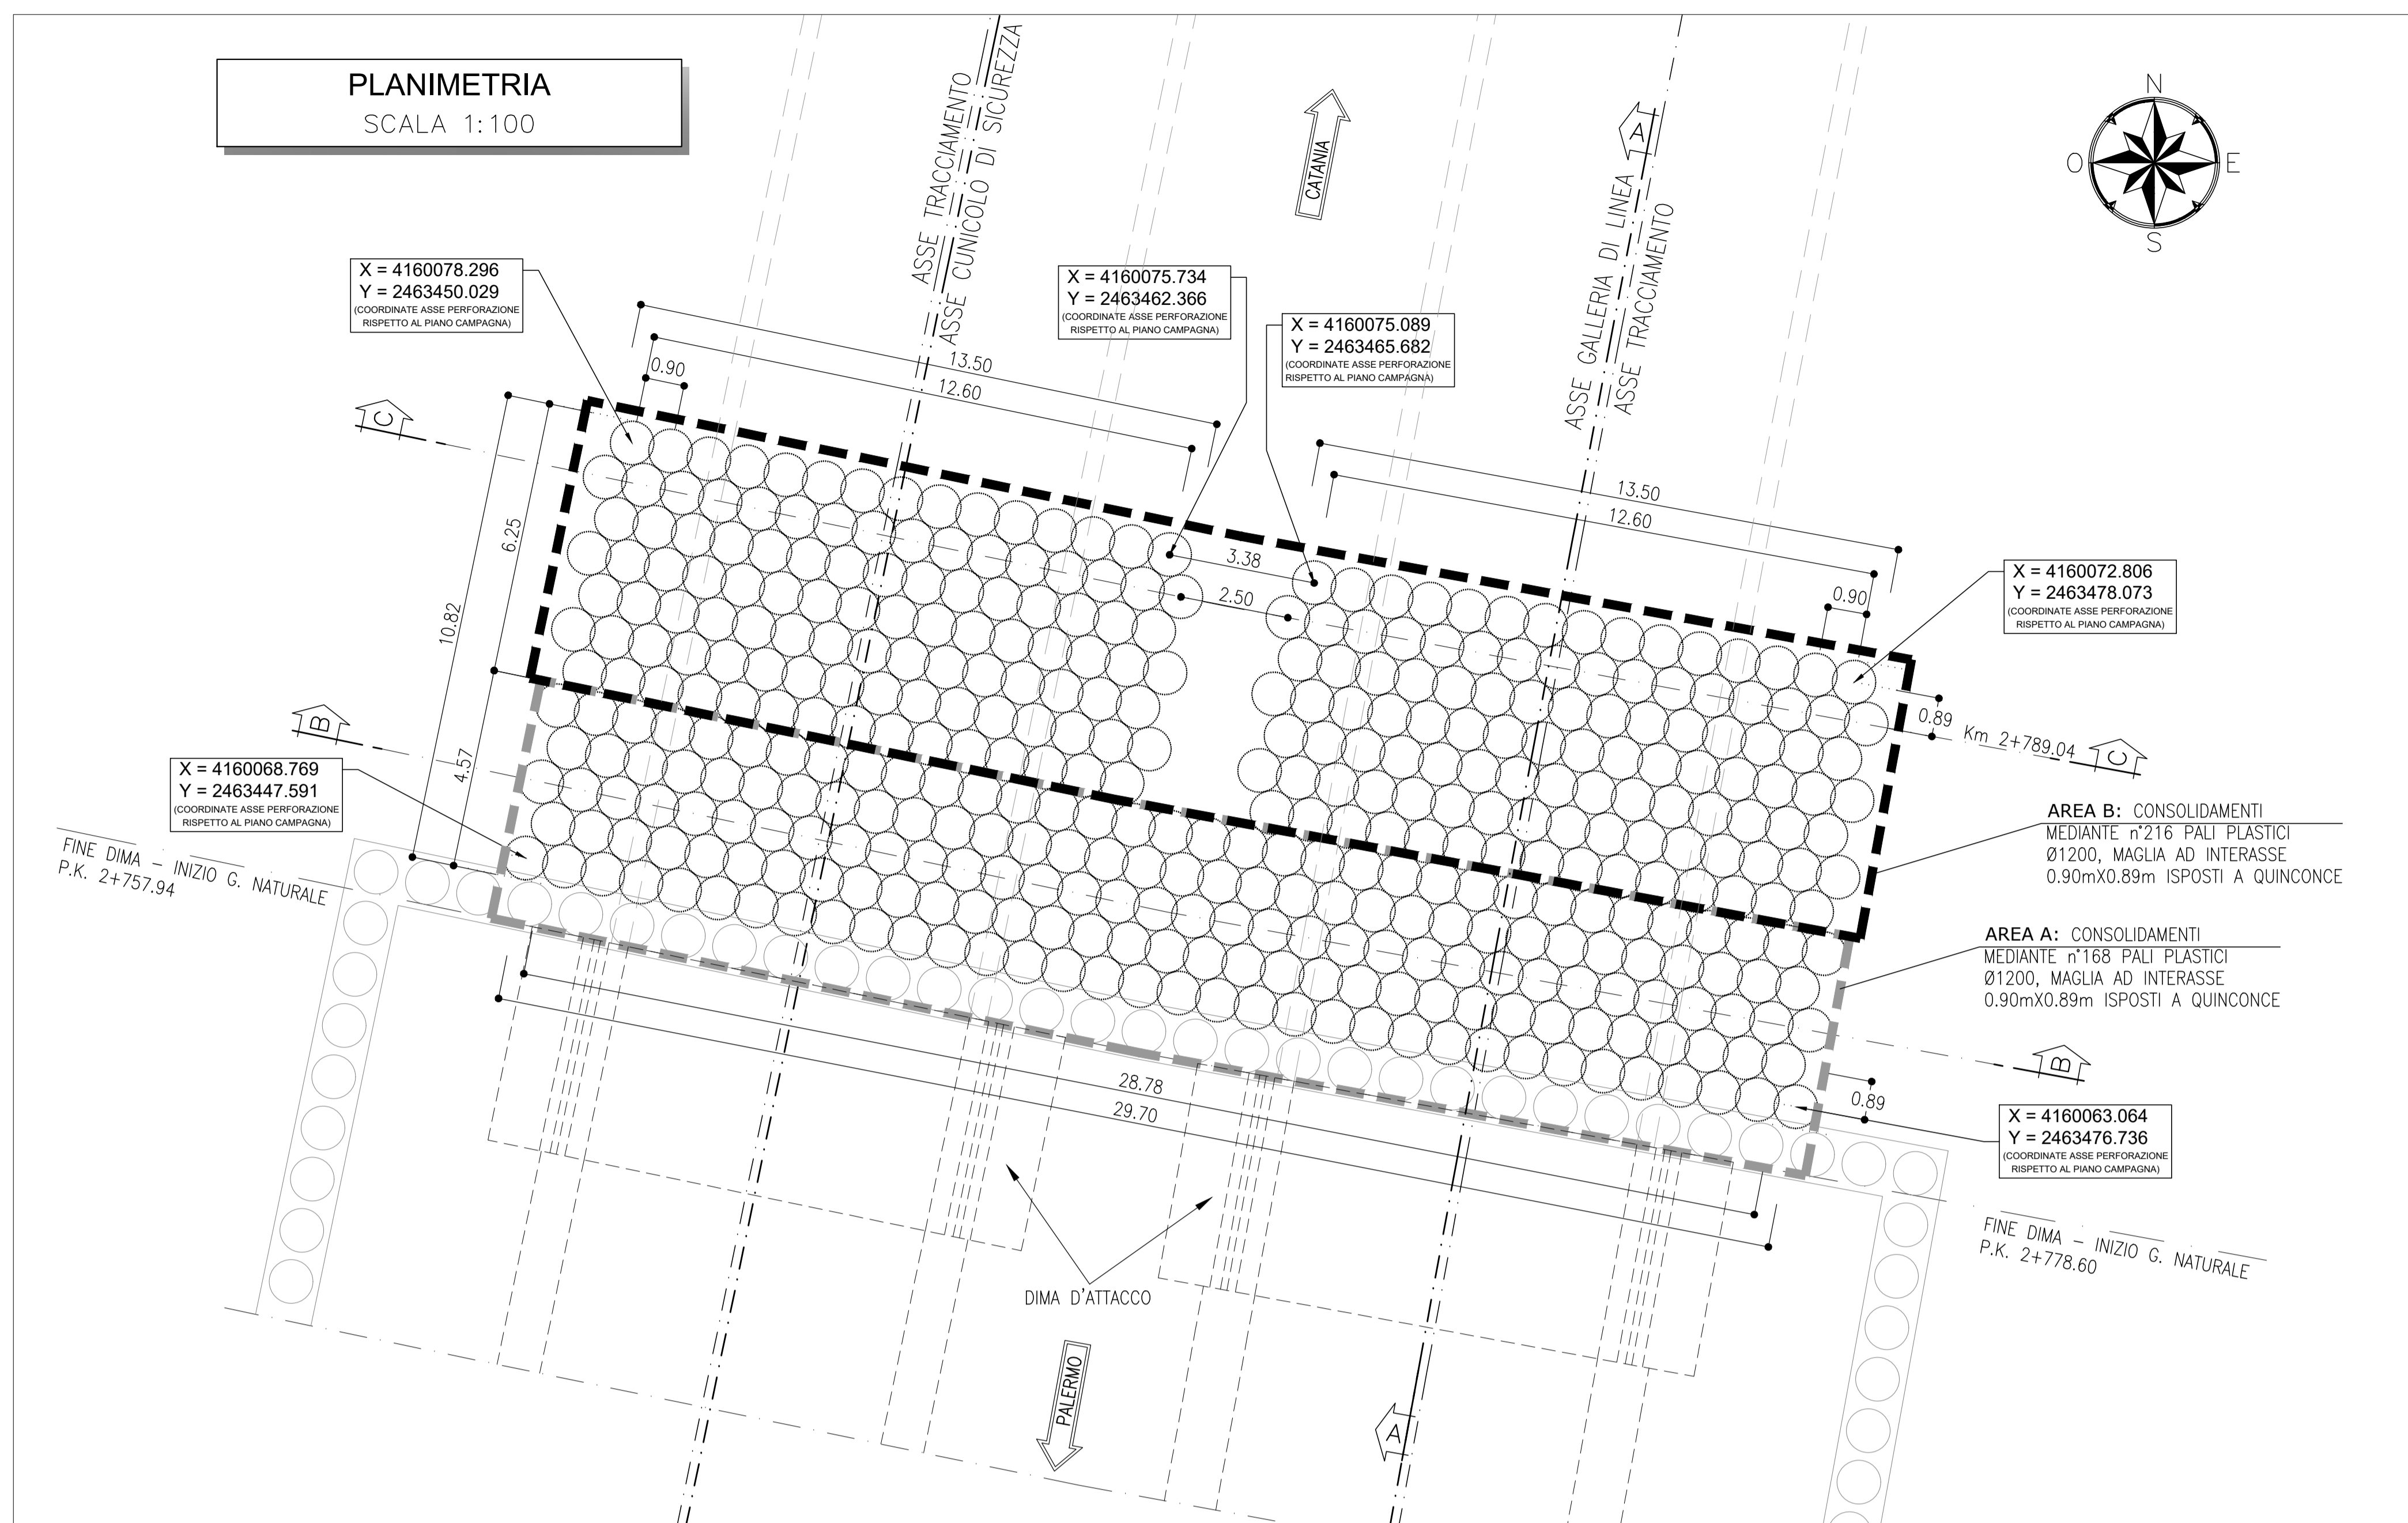 PLANIMETRIA
SCALA 1:100
N
O
E
S
ASSE TRACCIAMENTO
ASSE CUNICOLO DI SICUREZZA
CATANIA
A
ASSE GALLERIA DI LINEA
ASSE TRACCIAMENTO
X = 4160078.296
Y = 2463450.029
(COORDINATE ASSE PERFORAZIONE
RISPETTO AL PIANO CAMPAGNA)
X = 4160075.734
Y = 2463462.366
(COORDINATE ASSE PERFORAZIONE
RISPETTO AL PIANO CAMPAGNA)
X = 4160075.089
Y = 2463465.682
(COORDINATE ASSE PERFORAZIONE
RISPETTO AL PIANO CAMPAGNA)
13.50
12.60
0.90
C
13.50
12.60
0.90
3.38
2.50
6.25
10.82
4.57
X = 4160072.806
Y = 2463478.073
(COORDINATE ASSE PERFORAZIONE
RISPETTO AL PIANO CAMPAGNA)
0.89
Km 2+789.04
C
B
X = 4160068.769
Y = 2463447.591
(COORDINATE ASSE PERFORAZIONE
RISPETTO AL PIANO CAMPAGNA)
FINE DIMA – INIZIO G. NATURALE
P.K. 2+757.94
AREA B: CONSOLIDAMENTI
MEDIANTE n°216 PALI PLASTICI
Ø1200, MAGLIA AD INTERASSE
0.90mX0.89m ISPOSTI A QUINCONCE
AREA A: CONSOLIDAMENTI
MEDIANTE n°168 PALI PLASTICI
Ø1200, MAGLIA AD INTERASSE
0.90mX0.89m ISPOSTI A QUINCONCE
B
0.89
28.78
29.70
X = 4160063.064
Y = 2463476.736
(COORDINATE ASSE PERFORAZIONE
RISPETTO AL PIANO CAMPAGNA)
FINE DIMA – INIZIO G. NATURALE
P.K. 2+778.60
DIMA D'ATTACCO
PALERMO
A